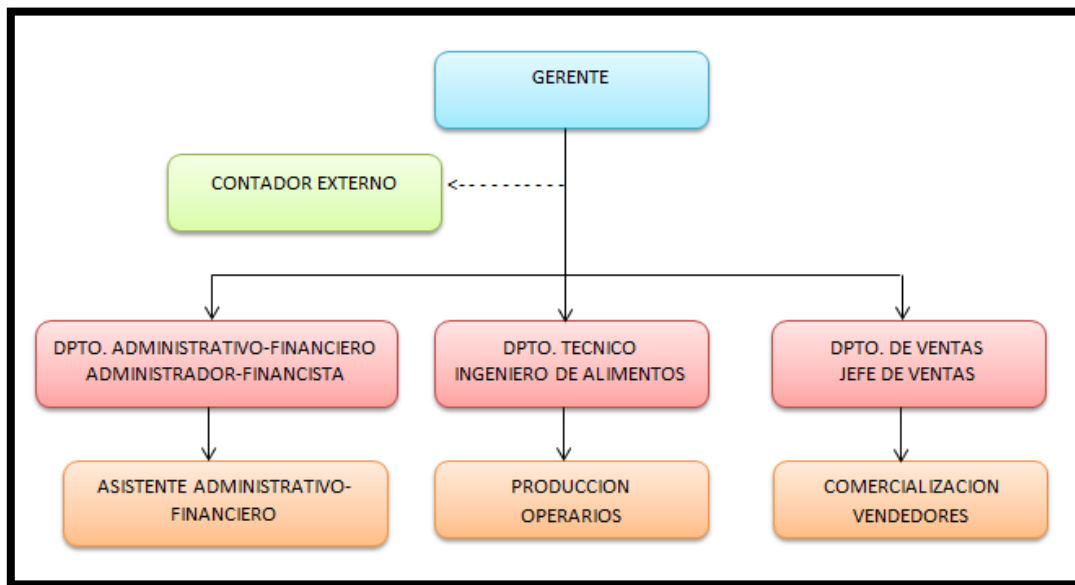 GERENTE
CONTADOR EXTERNO
DPTO. ADMINISTRATIVO-FINANCIERO
ADMINISTRADOR-FINANCISTA
DPTO. TECNICO
INGENIERO DE ALIMENTOS
DPTO. DE VENTAS
JEFE DE VENTAS
ASISTENTE ADMINISTRATIVO-
FINANCIERO
PRODUCCION
OPERARIOS
COMERCIALIZACION
VENDEDORES